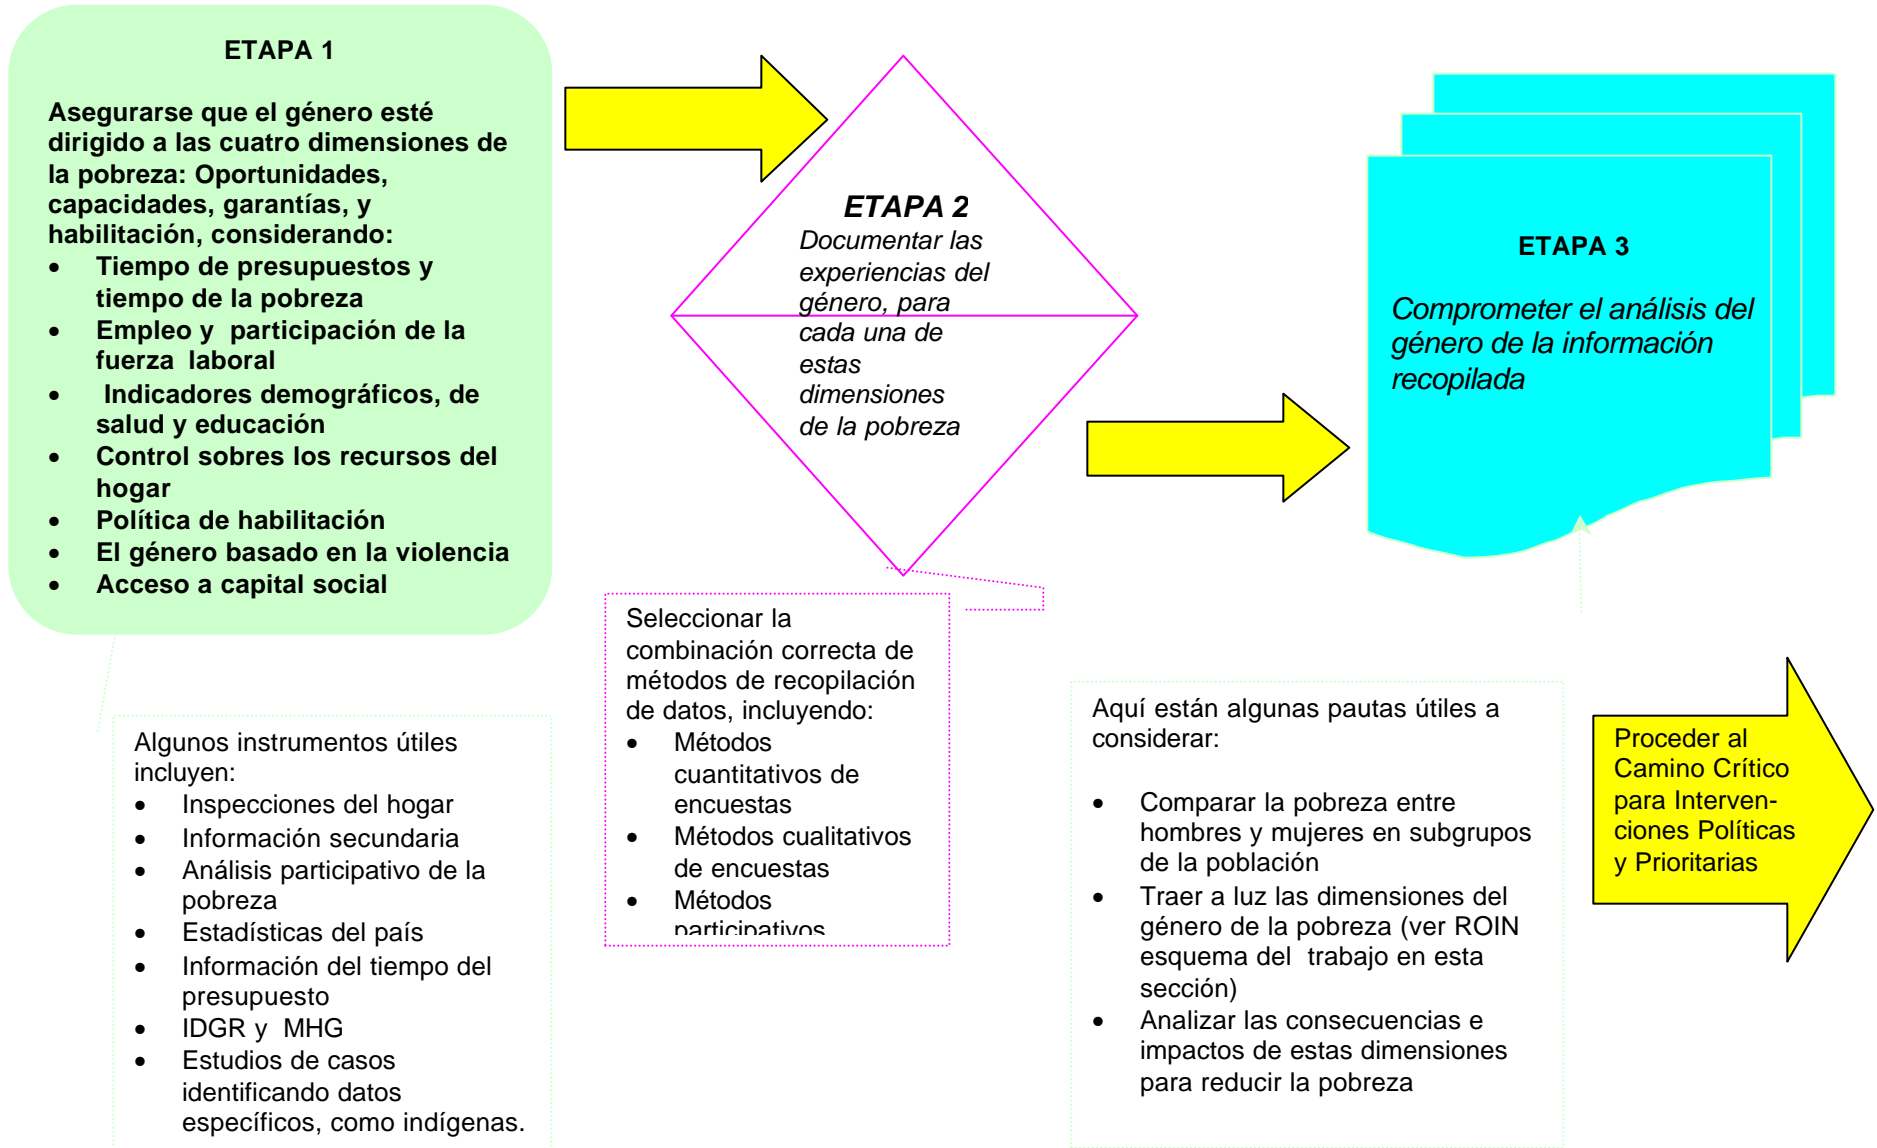 ETAPA 1
Asegurarse que el género esté
dirigido a las cuatro dimensiones de
la pobreza: Oportunidades,
capacidades, garantías, y
habilitación, considerando:
• Tiempo de presupuestos y
tiempo de la pobreza
• Empleo y participación de la
fuerza laboral
• Indicadores demográficos, de
salud y educación
• Control sobres los recursos del
hogar
• Política de habilitación
• El género basado en la violencia
• Acceso a capital social
Algunos instrumentos útiles
incluyen:
• Inspecciones del hogar
• Información secundaria
• Análisis participativo de la
pobreza
• Estadísticas del país
• Información del tiempo del
presupuesto
• IDGR y MHG
• Estudios de casos
identificando datos
específicos, como indígenas.
ETAPA 2
Documentar las
experiencias del
género, para
cada una de
estas
dimensiones
de la pobreza
Seleccionar la
combinación correcta de
métodos de recopilación
de datos, incluyendo:
• Métodos
cuantitativos de
encuestas
• Métodos cualitativos
de encuestas
• Métodos
participativos
ETAPA 3
Comprometer el análisis del
género de la información
recopilada
Aquí están algunas pautas útiles a
considerar:
• Comparar la pobreza entre
hombres y mujeres en subgrupos
de la población
• Traer a luz las dimensiones del
género de la pobreza (ver ROIN
esquema del trabajo en esta
sección)
• Analizar las consecuencias e
impactos de estas dimensiones
para reducir la pobreza
Proceder al
Camino Crítico
para Interven-
ciones Políticas
y Prioritarias